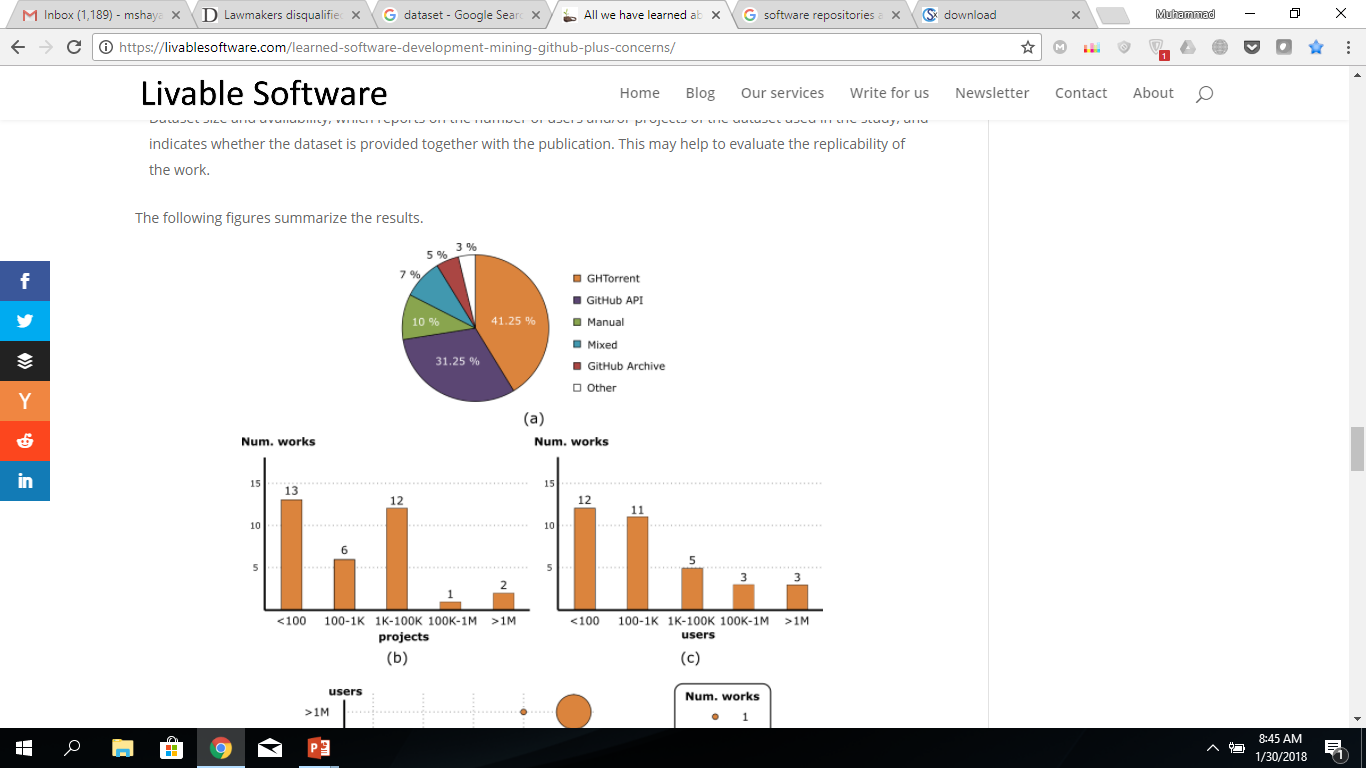 Inbox (1,189) - mshaya
Lawmakers disqualifie
dataset - Google Searc
All we have learned ab
software repositories a
download
Muhammad
https://livablesoftware.com/learned-software-development-mining-github-plus-concerns/
1
Livable Software
Home Blog Our services Write for us Newsletter Contact About
Dataset size and availability, which reports on the number of users and/or projects of the dataset used in the study, and
indicates whether the dataset is provided together with the publication. This may help to evaluate the replicability of
the work.
The following figures summarize the results.
3 %
5 %
7 %
10 %
41.25 %
31.25 %
GHTorrent
GitHub API
Manual
Mixed
GitHub Archive
Other
(a)
Num. works
15
10
5
13
6
12
1
2
<100 100-1K 1K-100K 100K-1M >1M
projects
(b)
Num. works
15
10
5
12
11
5
3
3
<100 100-1K 1K-100K 100K-1M >1M
users
(c)
users
>1M
Num. works
1
8:45 AM
1/30/2018
1